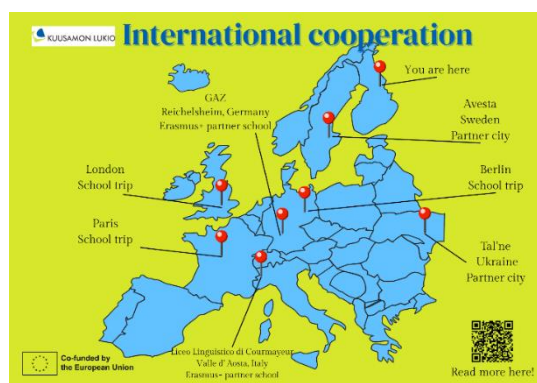 KUUSAMON LUKIO
International cooperation
You are here
GAZ
Reichelsheim, Germany
Erasmus+ partner school
Avesta
Sweden
Partner city
London
School trip
Berlin
School trip
Paris
School trip
Tal'ne
Ukraine
Partner city
Liceo Linguistico di Courmayeur
Valle d' Aosta, Italy
Erasmus+ partner school
Co-funded by
the European Union
Read more here!